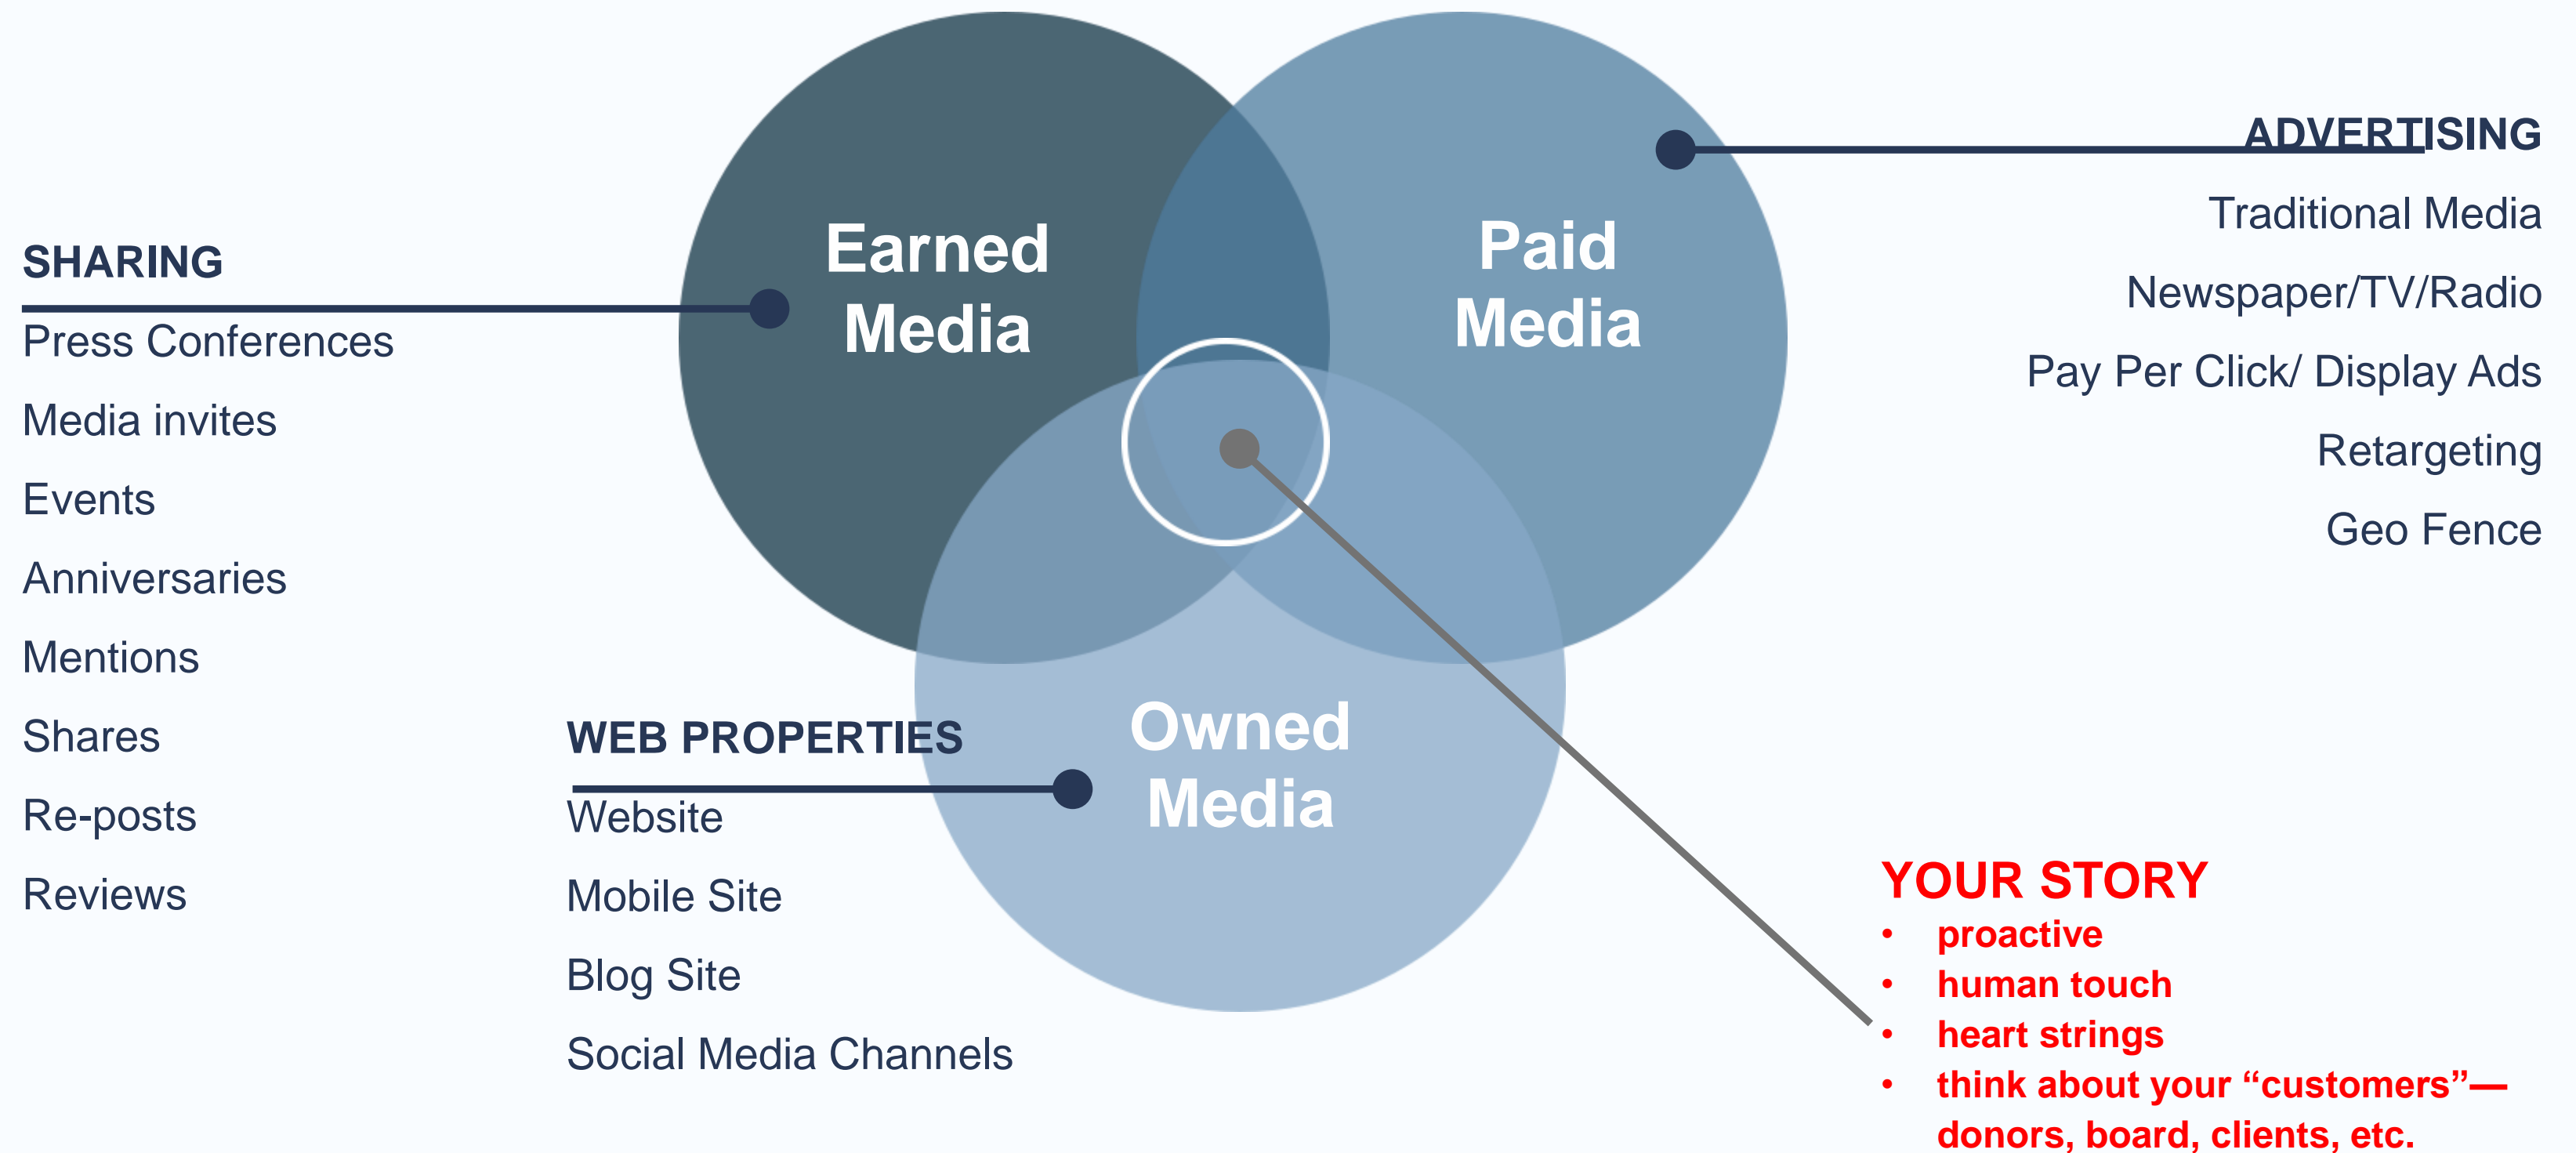 Earned
Media
Paid
Media
Owned
Media
SHARING
Press Conferences
Media invites
Events
Anniversaries
Mentions
Shares
Re-posts
Reviews
ADVERTISING
Traditional Media
Newspaper/TV/Radio
Pay Per Click/ Display Ads
Retargeting
Geo Fence
WEB PROPERTIES
Website
Mobile Site
Blog Site
Social Media Channels
YOUR STORY
• proactive
• human touch
• heart strings
• think about your “customers”—
donors, board, clients, etc.